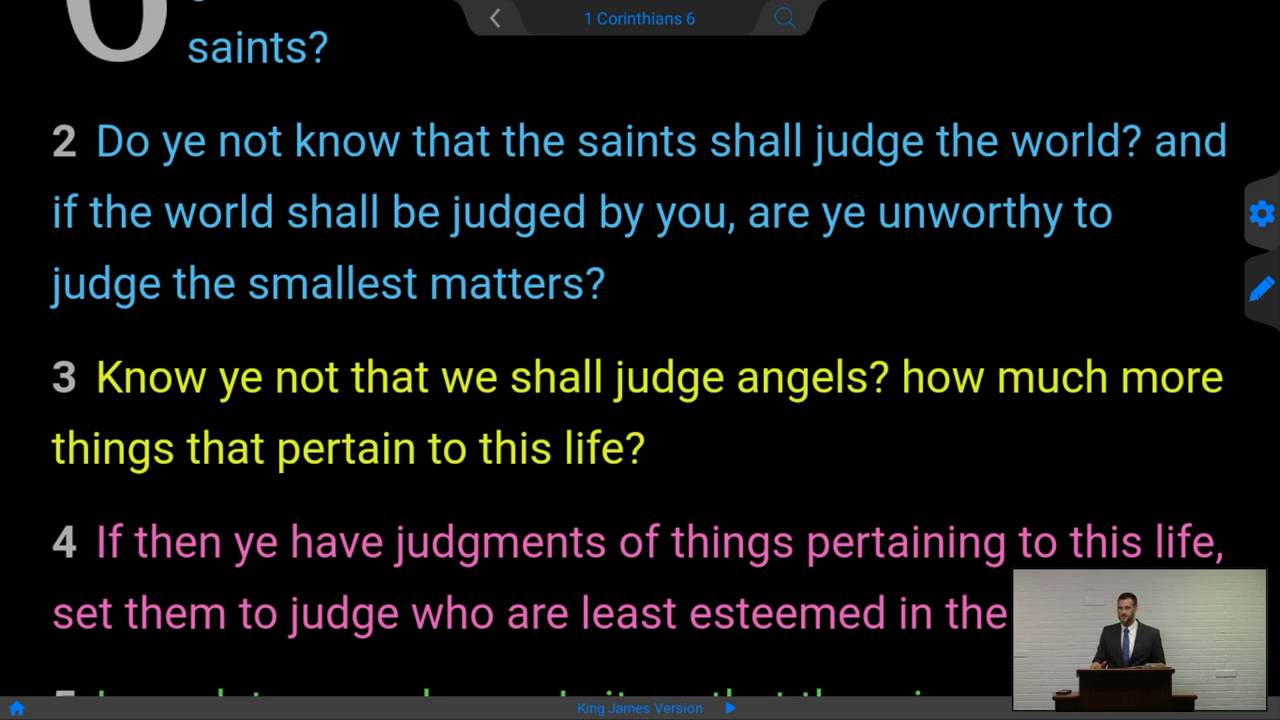 1 Corinthians 6
6
saints?
2 Do ye not know that the saints shall judge the world? and
if the world shall be judged by you, are ye unworthy to
judge the smallest matters?
3 Know ye not that we shall judge angels? how much more
things that pertain to this life?
4 If then ye have judgments of things pertaining to this life,
set them to judge who are least esteemed in the
King James Version